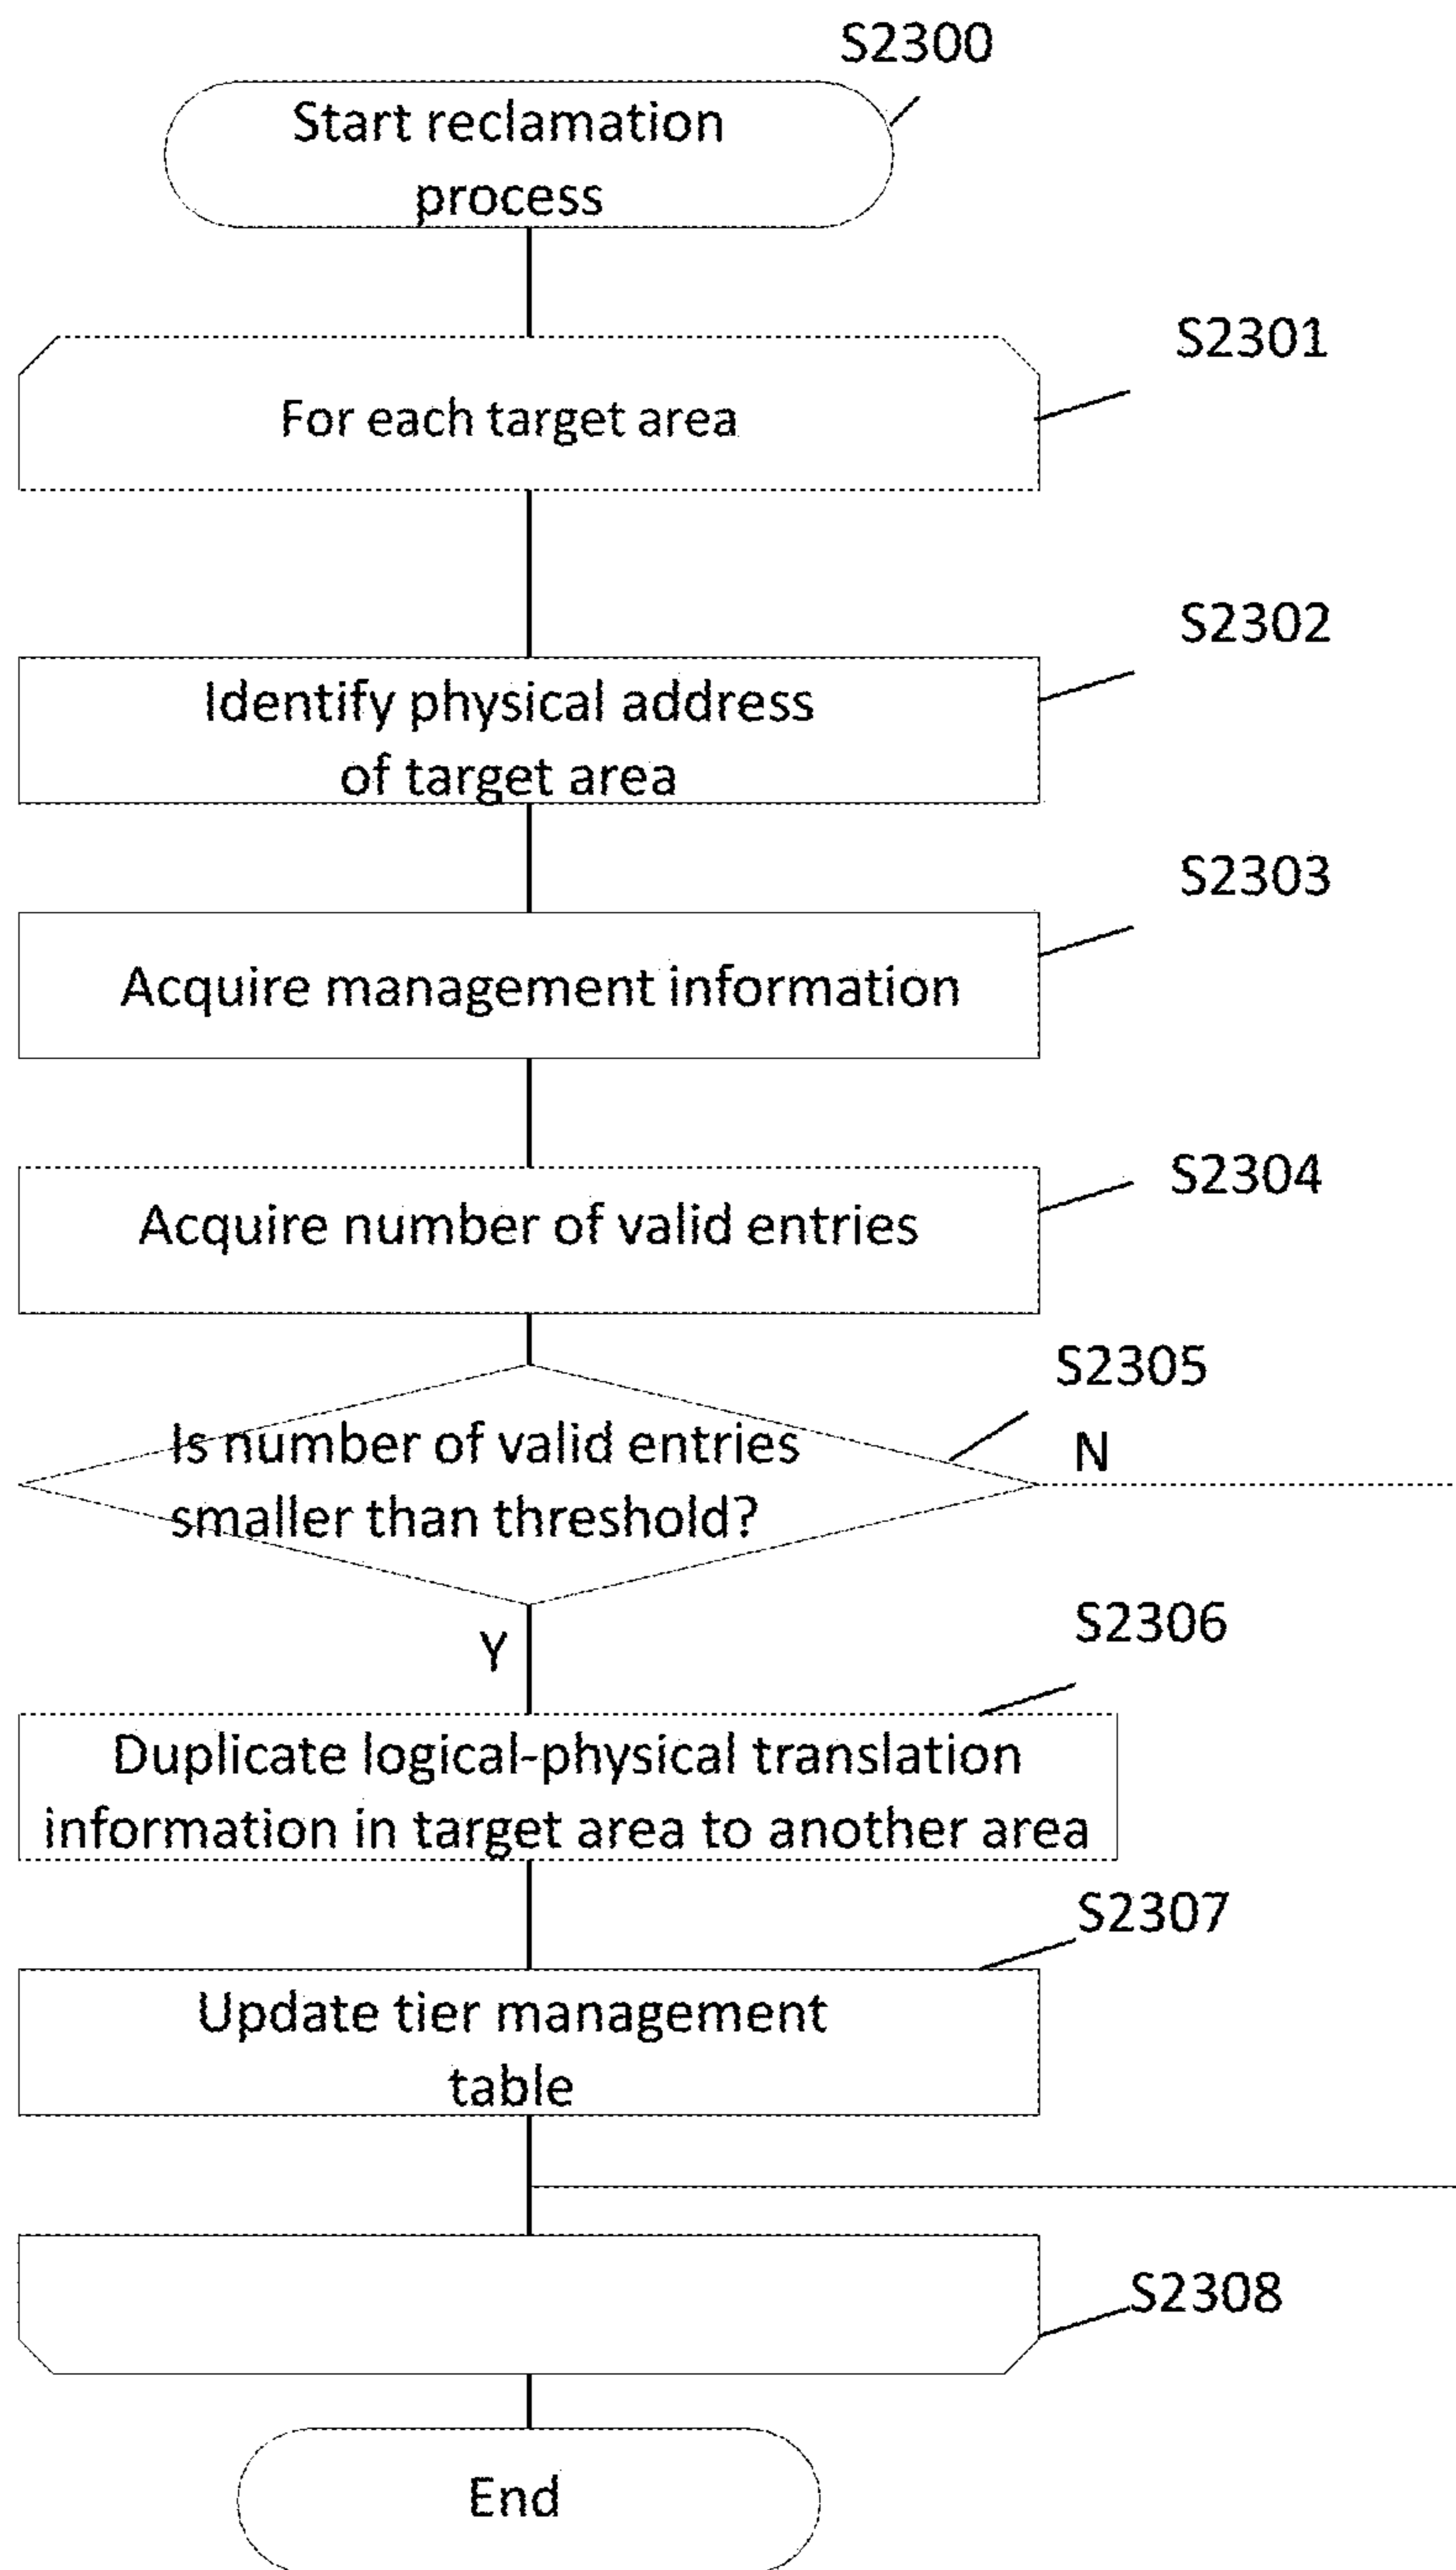 S2300
Start reclamation
process
S2301
For each target area
S2302
Identify physical address
of target area
S2303
Acquire management information
S2304
Acquire number of valid entries
S2305
Is number of valid entries
smaller than threshold?
N
Y
S2306
Duplicate logical-physical translation
information in target area to another area
S2307
Update tier management
table
S2308
End